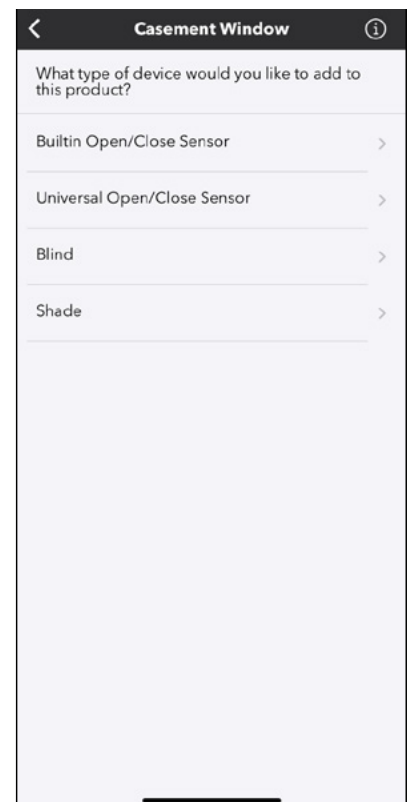 Casement Window
What type of device would you like to add to
this product?
Builtin Open/Close Sensor
Universal Open/Close Sensor
Blind
Shade